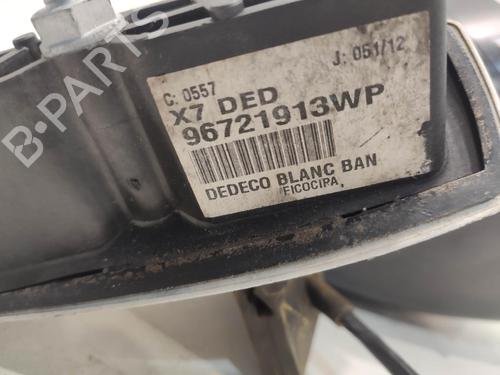 C: 0557
J: 051/12
X7 DED
96721913WP
DEDECO BLANC BAN
FICOCIPA,
B-PARTS